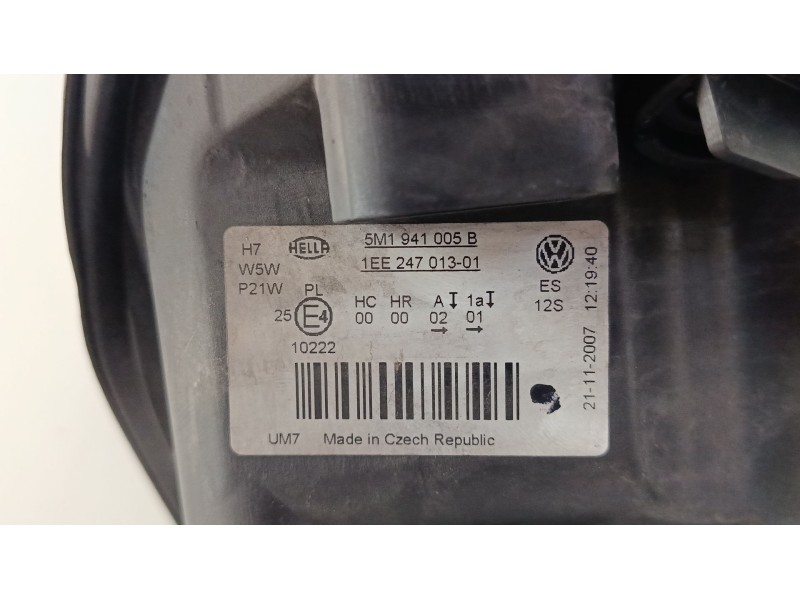 H7 HELLA 5M1 941 005 B
W5W 1EE 247 013-01
P21W PL HC HR A 1a ES
25 E4 00 00 02 01 12S
10222
21-11-2007 12:19:40
UM7 Made in Czech Republic